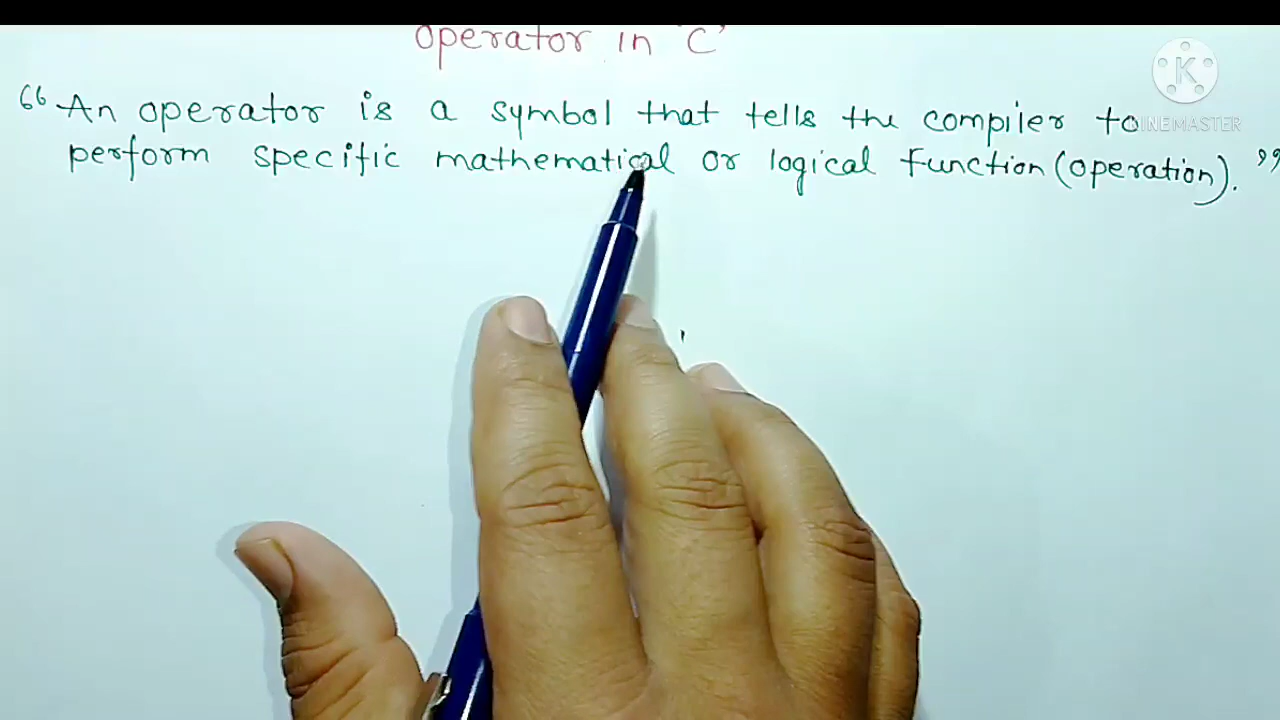 operator in 'C'
"An operator is a symbol that tells the compiler to
perform specific mathematical or logical function (operation)."
K
KINEMASTER